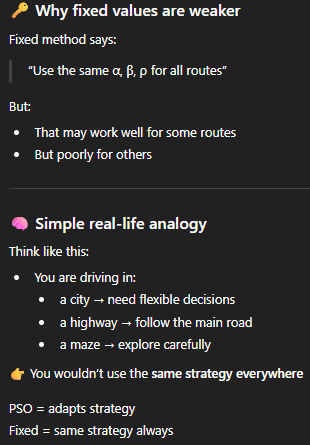 🔑 Why fixed values are weaker
Fixed method says:
“Use the same α, β, ρ for all routes”
But:
• That may work well for some routes
• But poorly for others
🧠 Simple real-life analogy
Think like this:
• You are driving in:
• a city → need flexible decisions
• a highway → follow the main road
• a maze → explore carefully
👉 You wouldn’t use the same strategy everywhere
PSO = adapts strategy
Fixed = same strategy always